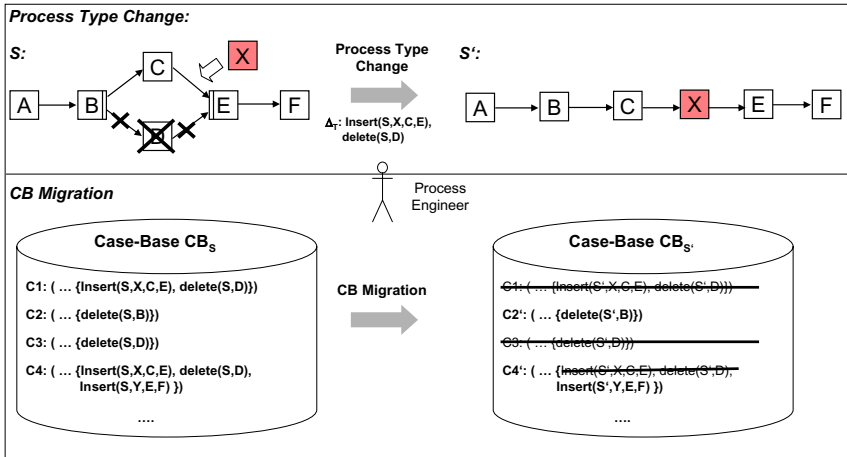 Process Type Change:
S:
X
Process Type
Change
S‘:
C
A
B
E
F
D
ΔT: Insert(S,X,C,E),
delete(S,D)
A
B
C
X
E
F
CB Migration
Process
Engineer
Case-Base CBS
C1: ( … {Insert(S,X,C,E), delete(S,D)})
C2: ( … {delete(S,B)})
C3: ( … {delete(S,D)})
C4: ( … {Insert(S,X,C,E), delete(S,D),
Insert(S,Y,E,F) })
….
CB Migration
Case-Base CBS‘
C1: ( … {Insert(S‘,X,C,E), delete(S‘,D)})
C2‘: ( … {delete(S‘,B)})
C3: ( … {delete(S‘,D)})
C4‘: ( … {Insert(S‘,X,C,E), delete(S‘,D),
Insert(S‘,Y,E,F) })
….